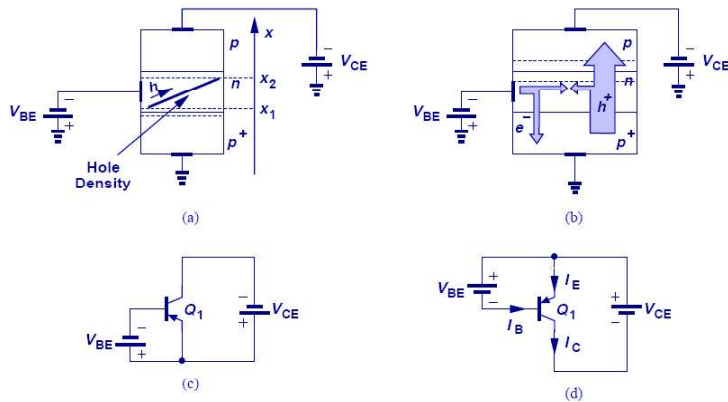 p
x
V_CE
n
x_2
h
x_1
V_BE
p+
Hole
Density
(a)
p
V_CE
n
V_BE
h+
e−
p+
(b)
Q_1
V_CE
V_BE
(c)
V_BE
I_E
I_B
Q_1
V_CE
I_C
(d)